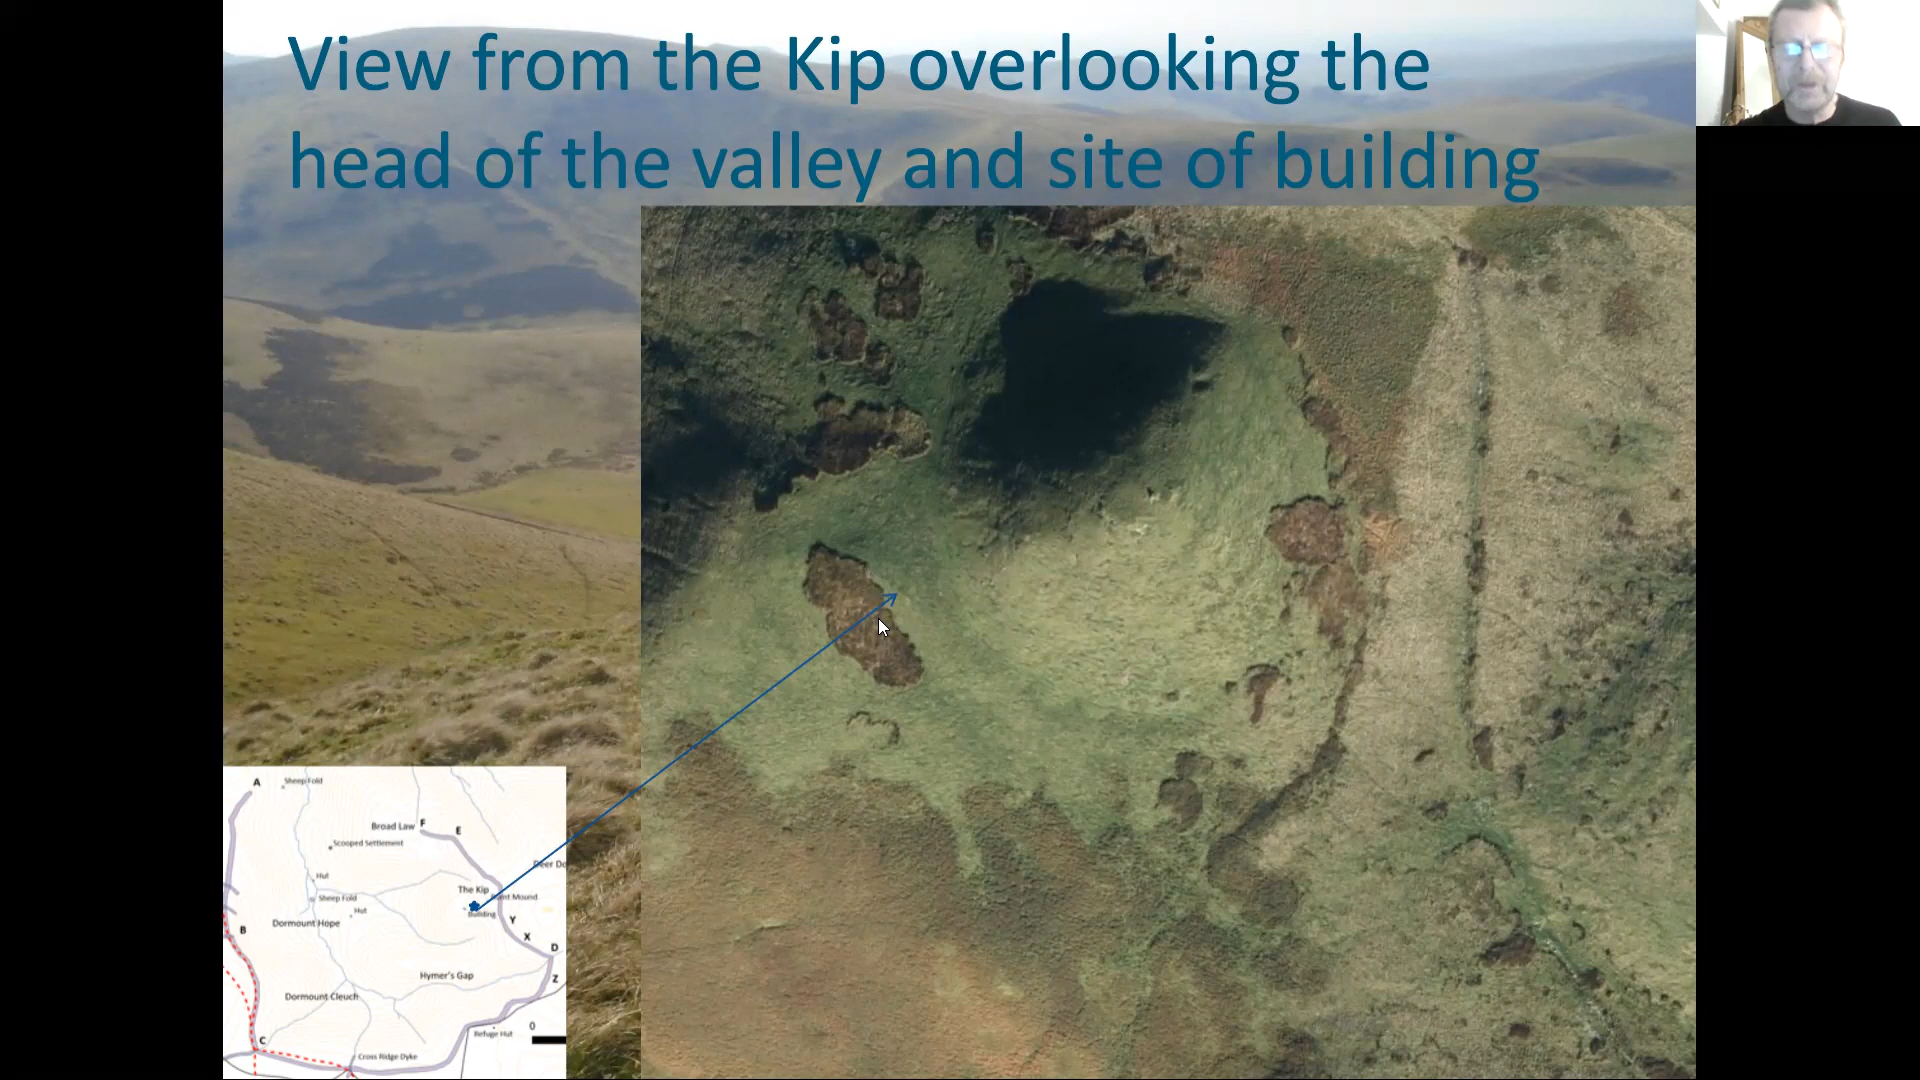 View from the Kip overlooking the
head of the valley and site of building
A
Sheep Fold
Broad Law
F
E
Scooped Settlement
Hut
The Kip
Sheep Fold
Hut
Building
Dormount Hope
Y
B
X
D
Hymer's Gap
Z
Dormount Cleuch
0
Refuge Hut
C
Cross Ridge Dyke